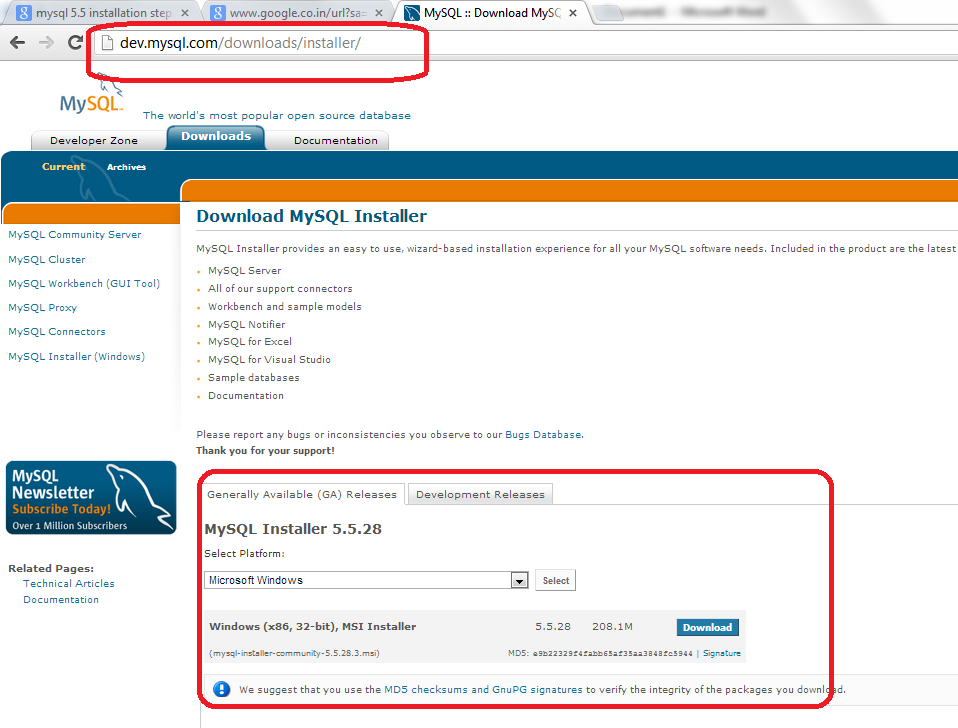 mysql 5.5 installation step
www.google.co.in/url?sa=
MySQL :: Download MySQ
Microsoft Word
dev.mysql.com/downloads/installer/
MySQL
The world's most popular open source database
Developer Zone
Downloads
Documentation
Current
Archives
MySQL Community Server
MySQL Cluster
MySQL Workbench (GUI Tool)
MySQL Proxy
MySQL Connectors
MySQL Installer (Windows)
MySQL
Newsletter
Subscribe Today!
Over 1 Million Subscribers
Related Pages:
Technical Articles
Documentation
Download MySQL Installer
MySQL Installer provides an easy to use, wizard-based installation experience for all your MySQL software needs. Included in the product are the latest
MySQL Server
All of our support connectors
Workbench and sample models
MySQL Notifier
MySQL for Excel
MySQL for Visual Studio
Sample databases
Documentation
Please report any bugs or inconsistencies you observe to our Bugs Database.
Thank you for your support!
Generally Available (GA) Releases
Development Releases
MySQL Installer 5.5.28
Select Platform:
Microsoft Windows
Select
Windows (x86, 32-bit), MSI Installer 5.5.28 208.1M Download
(mysql-installer-community-5.5.28.3.msi) MD5: e9b22329f4fabb65af35aa3848fc5944 | Signature
We suggest that you use the MD5 checksums and GnuPG signatures to verify the integrity of the packages you download.